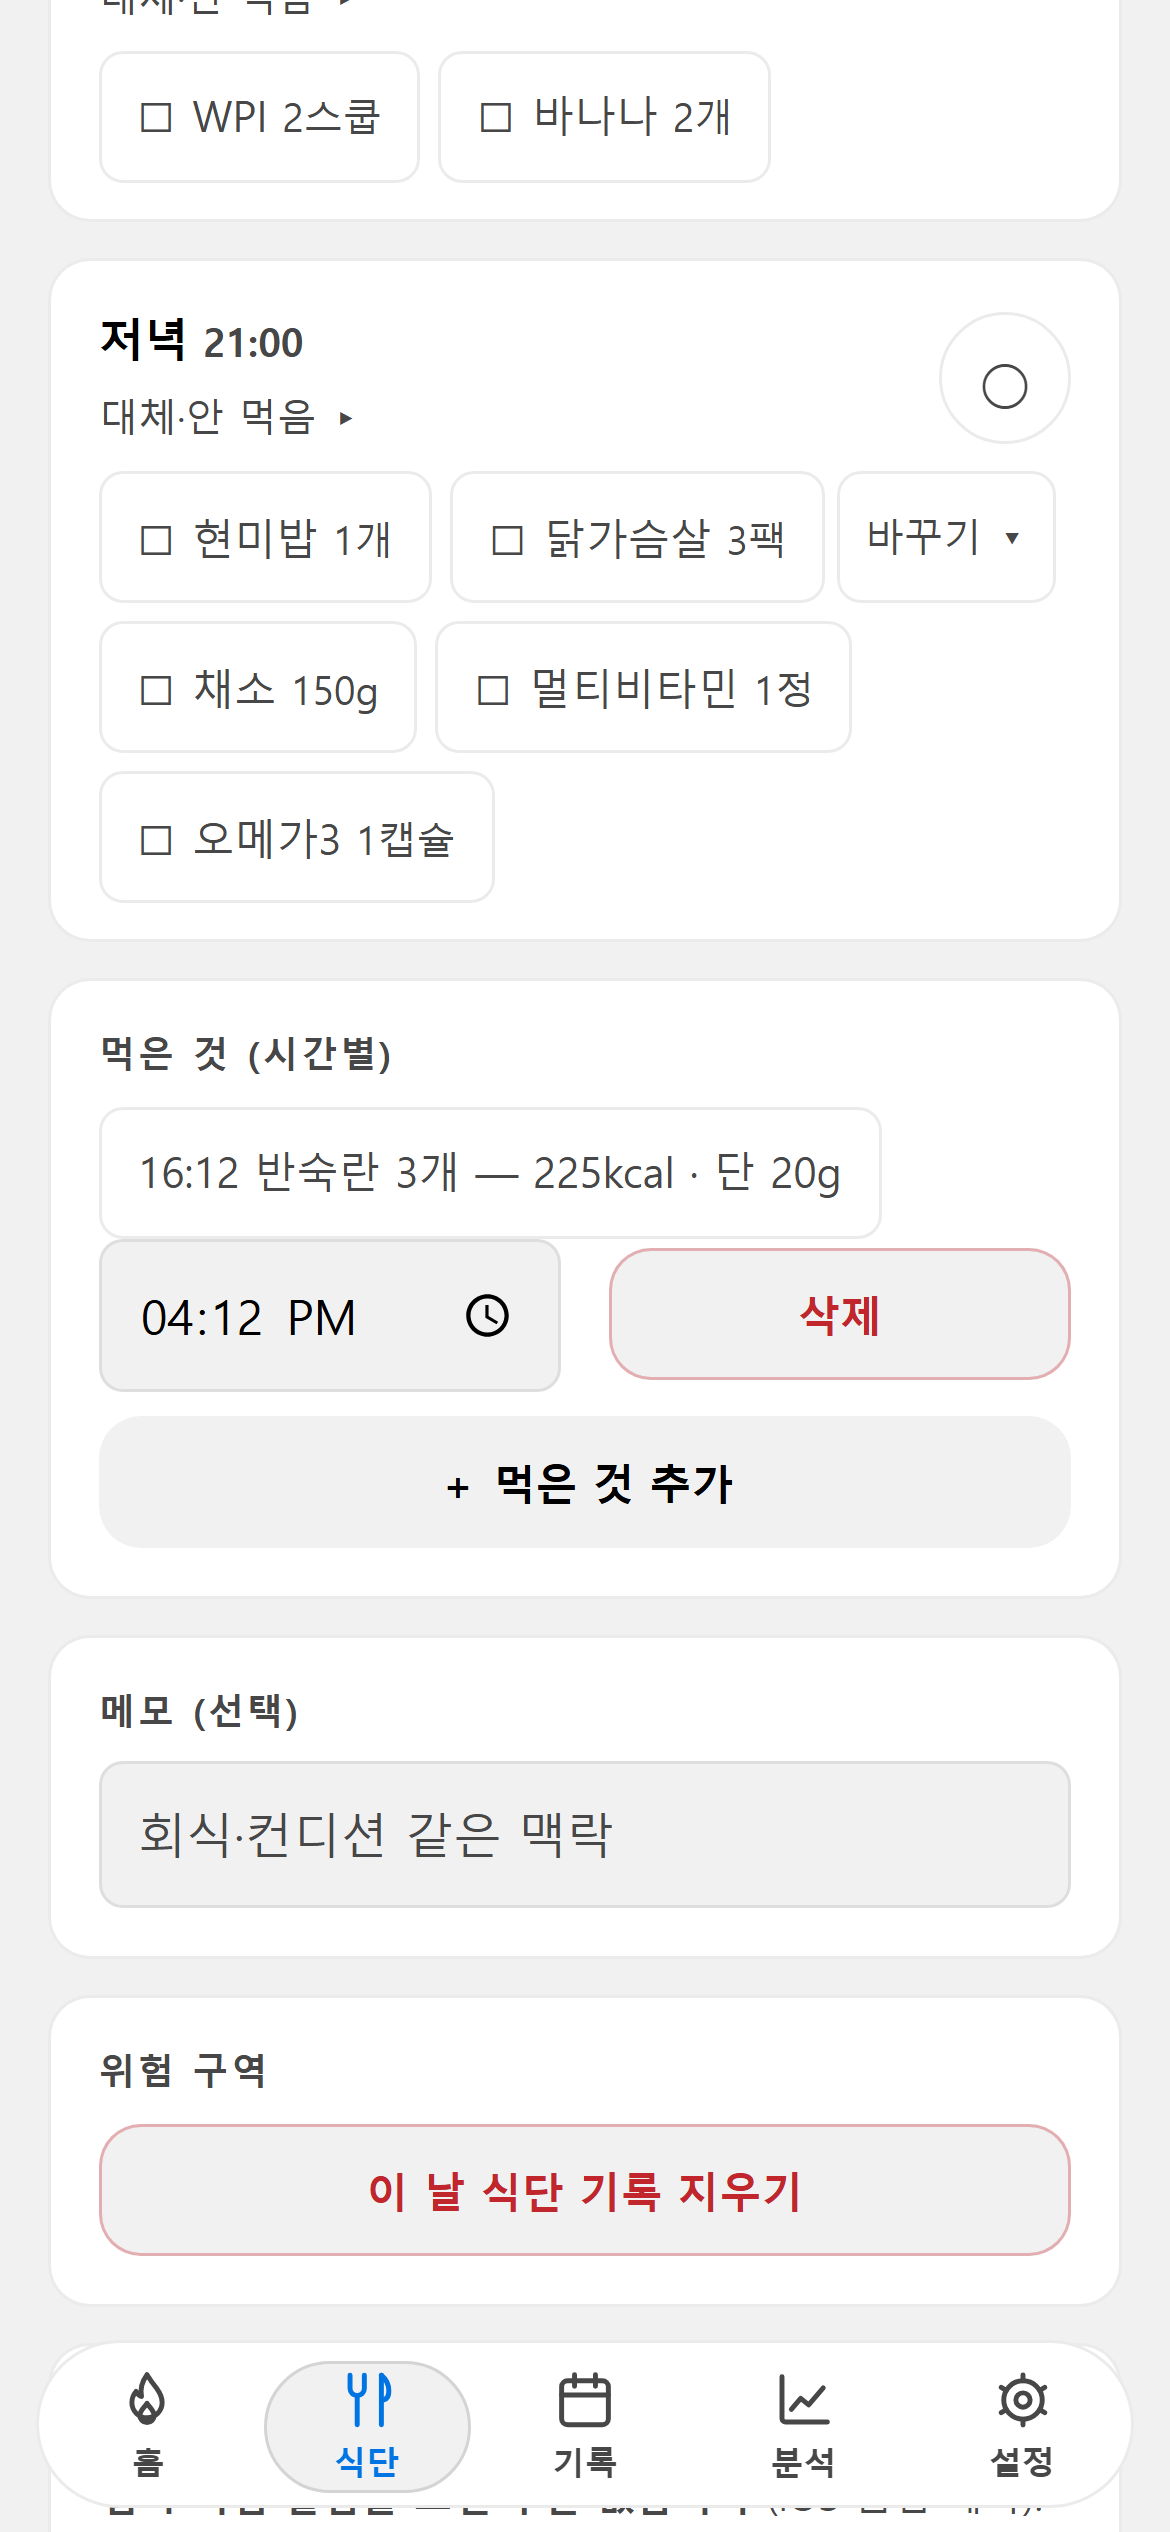 ☐ WPI 2스쿱 ☐ 바나나 2개
저녁 21:00
대체·안 먹음 ▸
☐ 현미밥 1개 ☐ 닭가슴살 3팩 바꾸기 ▾
☐ 채소 150g ☐ 멀티비타민 1정
☐ 오메가3 1캡슐
먹은 것 (시간별)
16:12 반숙란 3개 — 225kcal · 단 20g
04:12 PM 삭제
+ 먹은 것 추가
메모 (선택)
회식·컨디션 같은 맥락
위험 구역
이 날 식단 기록 지우기
홈 식단 기록 분석 설정